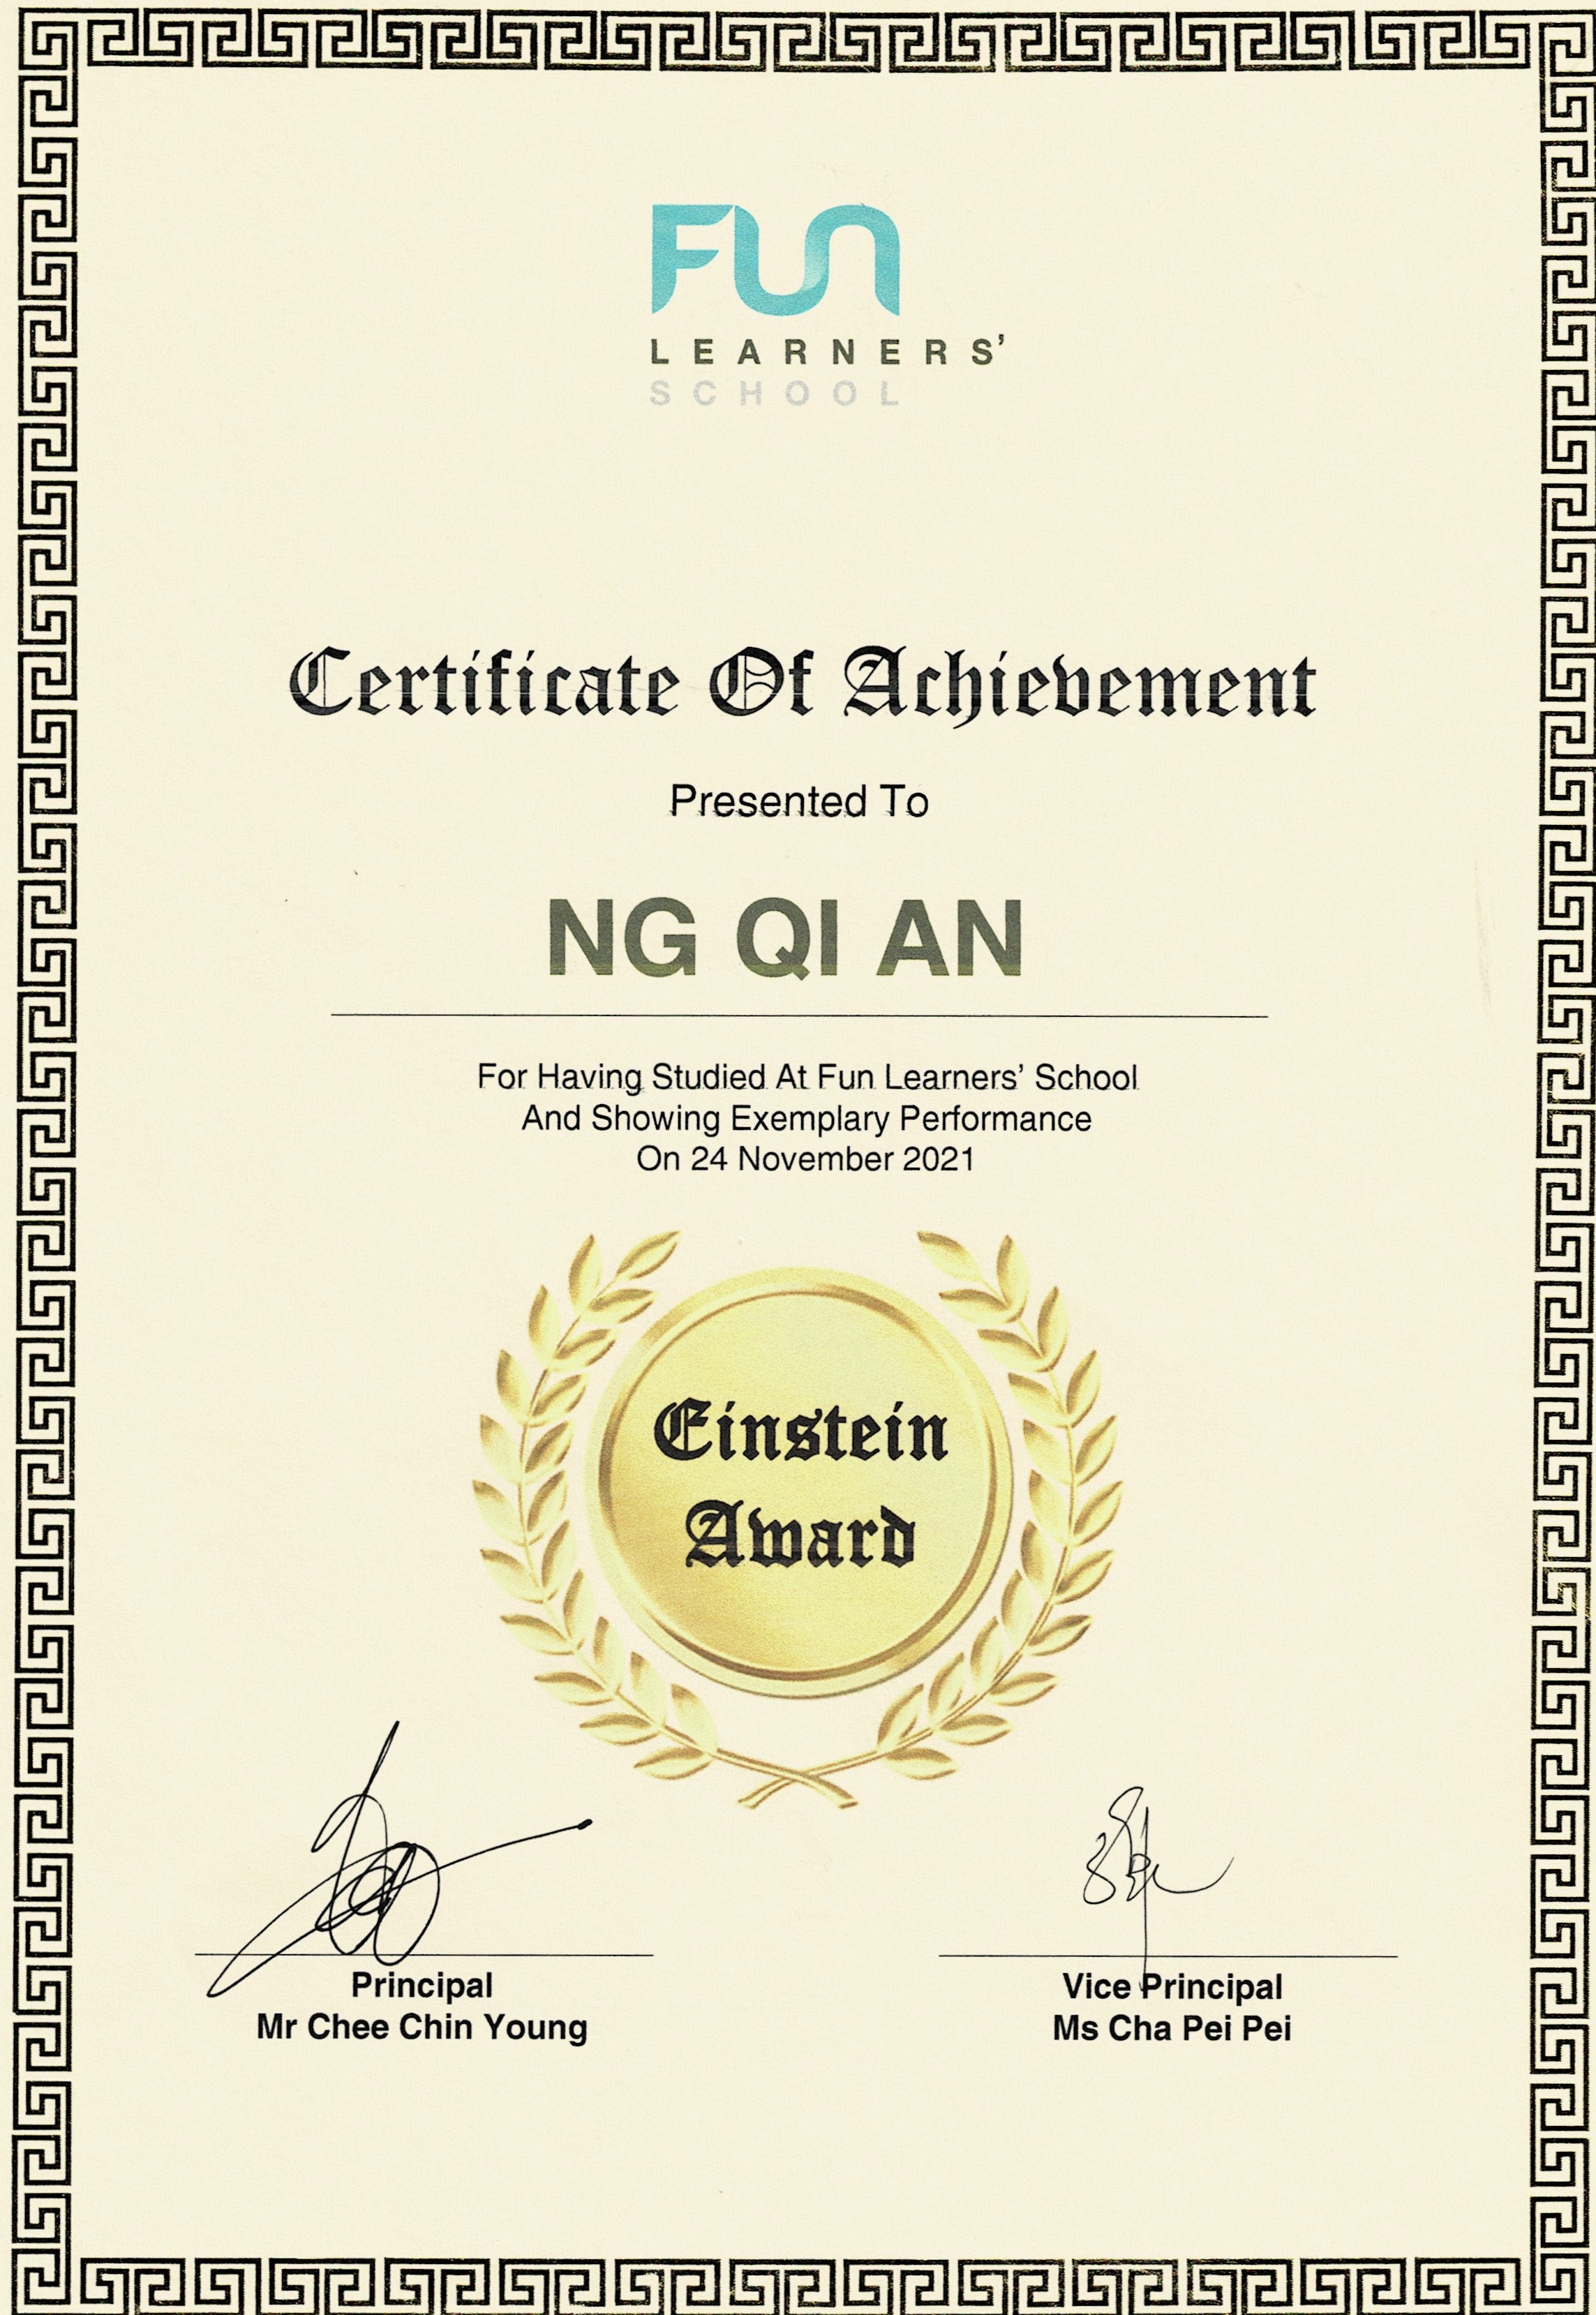 Fun
LEARNERS’
SCHOOL
Certificate Of Achievement
Presented To
NG QI AN
For Having Studied At Fun Learners’ School
And Showing Exemplary Performance
On 24 November 2021
Einstein
Award
Principal
Mr Chee Chin Young
Vice Principal
Ms Cha Pei Pei